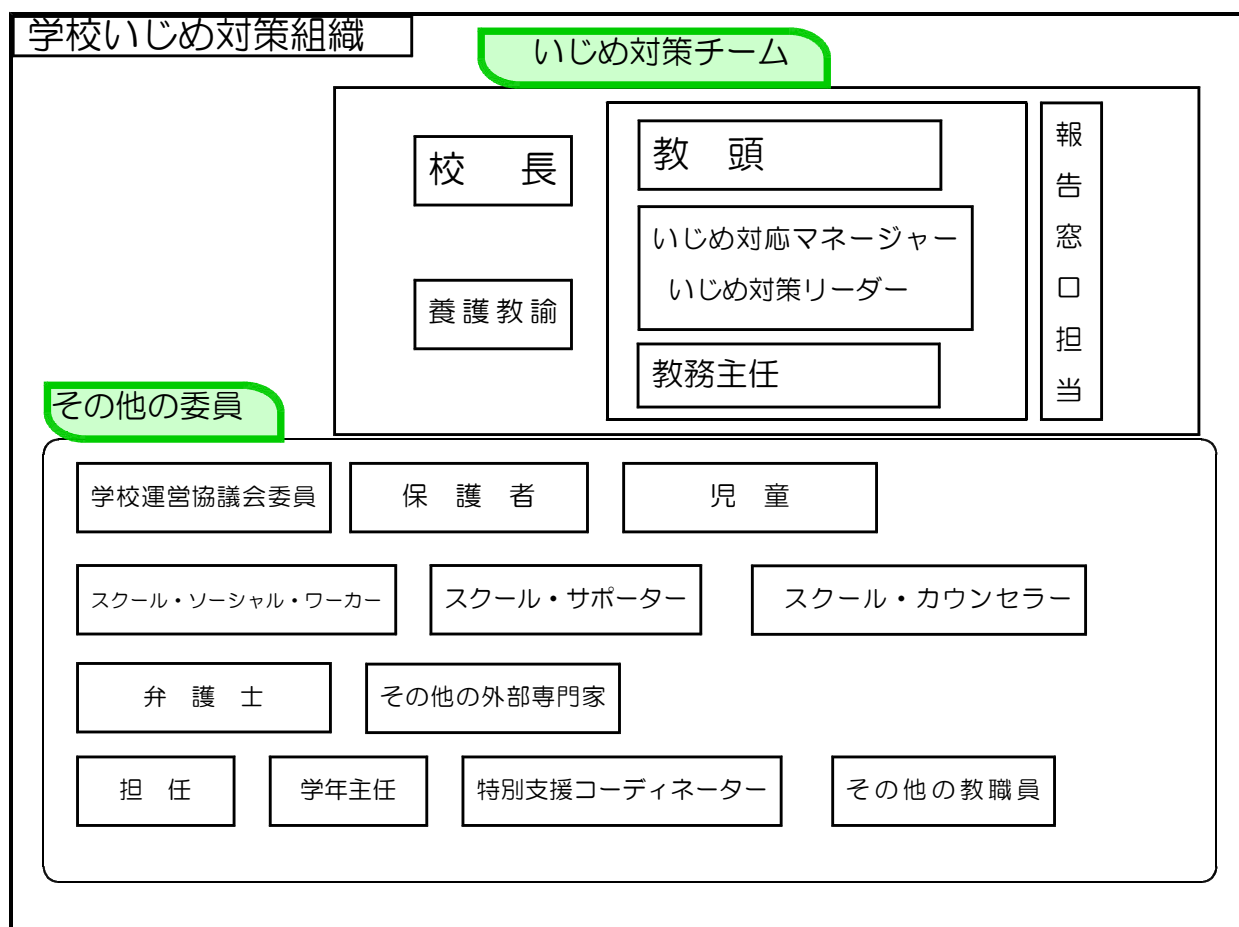 学校いじめ対策組織
いじめ対策チーム
校　長
養護教諭
教　頭
いじめ対応マネージャー
いじめ対策リーダー
教務主任
報告窓口担当
その他の委員
学校運営協議会委員
保　護　者
児　童
スクール・ソーシャル・ワーカー
スクール・サポーター
スクール・カウンセラー
弁　護　士
その他の外部専門家
担　任
学年主任
特別支援コーディネーター
その他の教職員